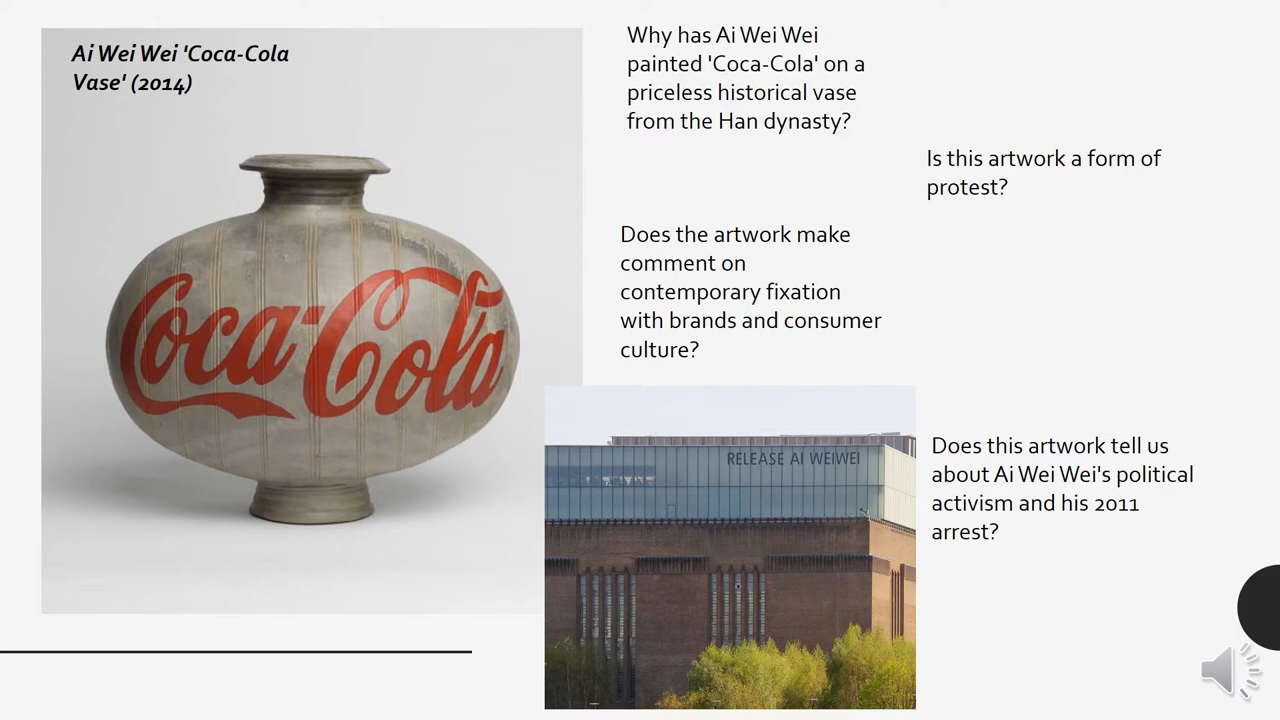 Ai Wei Wei 'Coca-Cola
Vase' (2014)
Coca-Cola
Why has Ai Wei Wei
painted 'Coca-Cola' on a
priceless historical vase
from the Han dynasty?
Is this artwork a form of
protest?
Does the artwork make
comment on
contemporary fixation
with brands and consumer
culture?
RELEASE AI WEIWEI
Does this artwork tell us
about Ai Wei Wei's political
activism and his 2011
arrest?